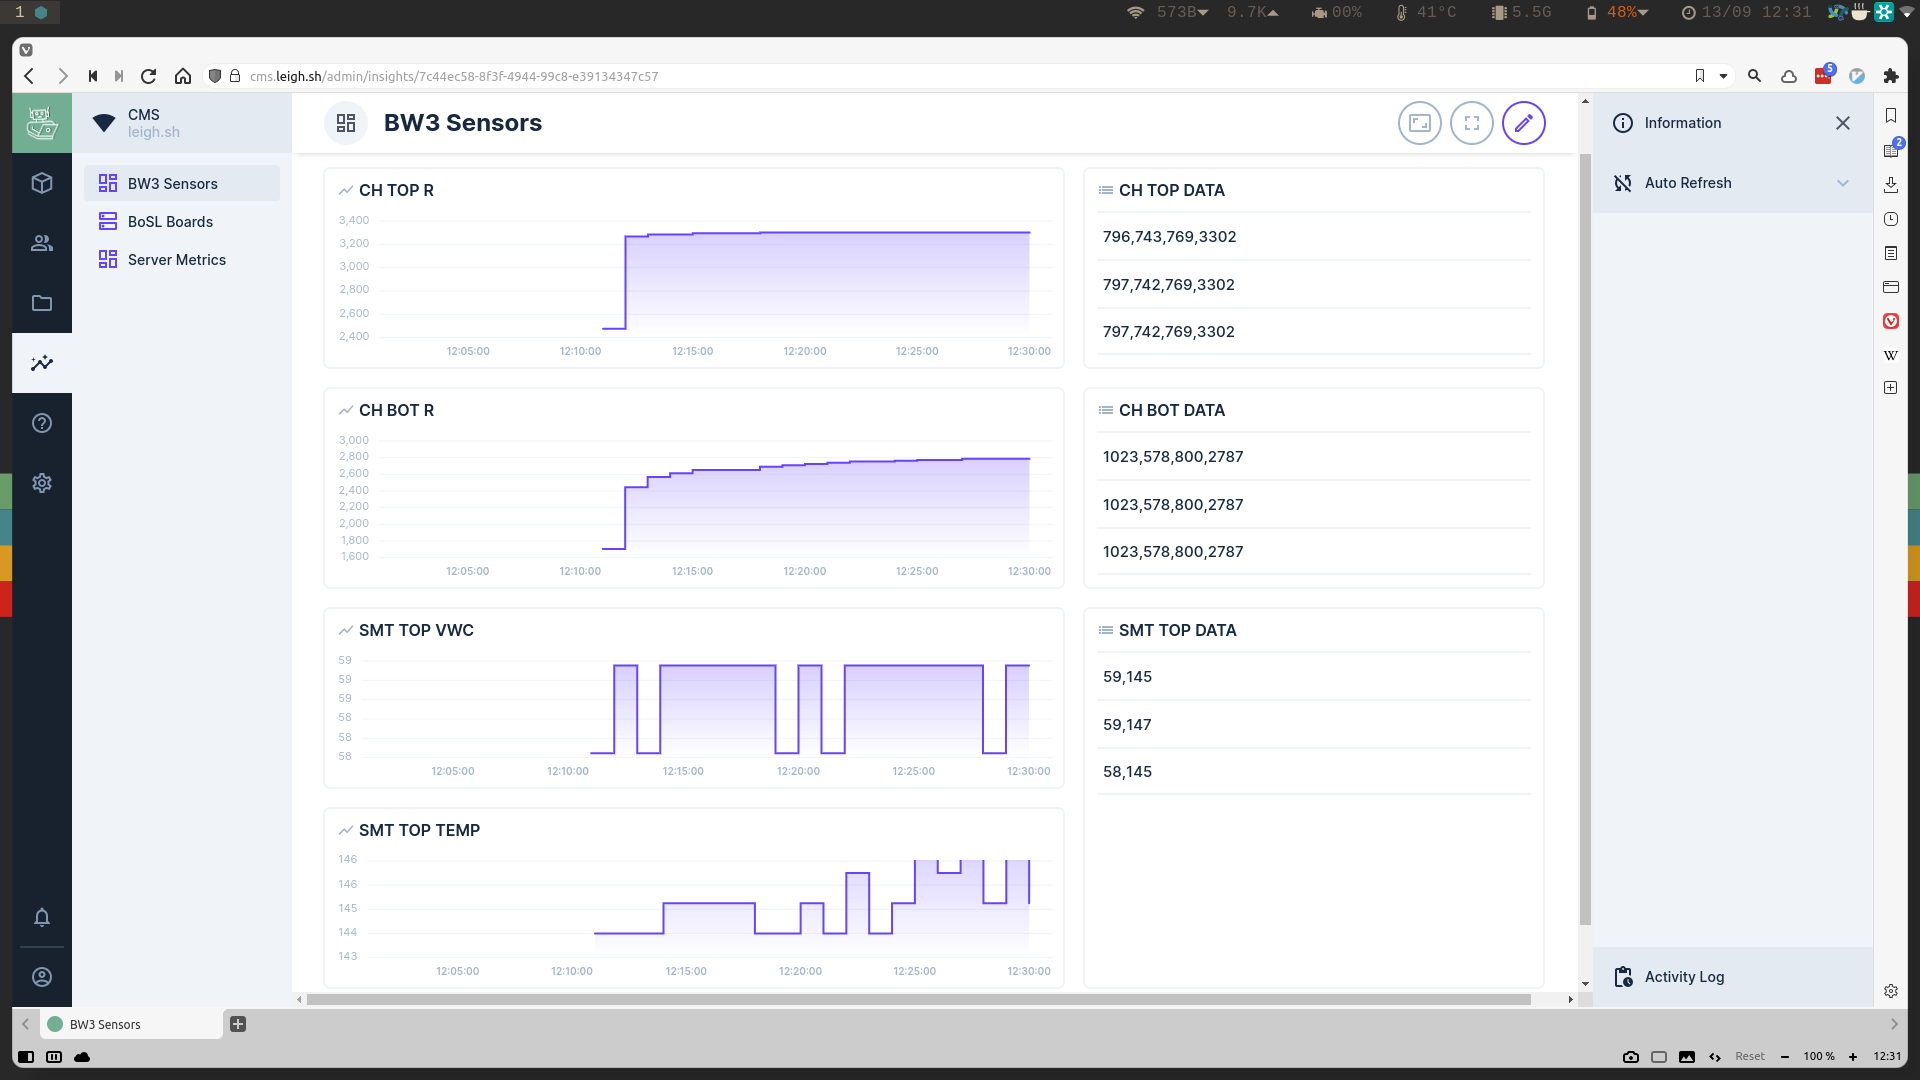 1
573B 9.7K 00% 41°C 5.5G 48% 13/09 12:31
cms.leigh.sh/admin/insights/7c44ec58-8f3f-4944-99c8-e39134347c57
5
CMS
leigh.sh
BW3 Sensors
BoSL Boards
Server Metrics
BW3 Sensors
CH TOP R
3,400
3,200
3,000
2,800
2,600
2,400
12:05:00 12:10:00 12:15:00 12:20:00 12:25:00 12:30:00
CH TOP DATA
796,743,769,3302
797,742,769,3302
797,742,769,3302
CH BOT R
3,000
2,800
2,600
2,400
2,200
2,000
1,800
1,600
12:05:00 12:10:00 12:15:00 12:20:00 12:25:00 12:30:00
CH BOT DATA
1023,578,800,2787
1023,578,800,2787
1023,578,800,2787
SMT TOP VWC
59
59
59
58
58
58
12:05:00 12:10:00 12:15:00 12:20:00 12:25:00 12:30:00
SMT TOP DATA
59,145
59,147
58,145
SMT TOP TEMP
146
146
145
144
143
12:05:00 12:10:00 12:15:00 12:20:00 12:25:00 12:30:00
Information
Auto Refresh
Activity Log
2
W
BW3 Sensors
Reset 100 % 12:31